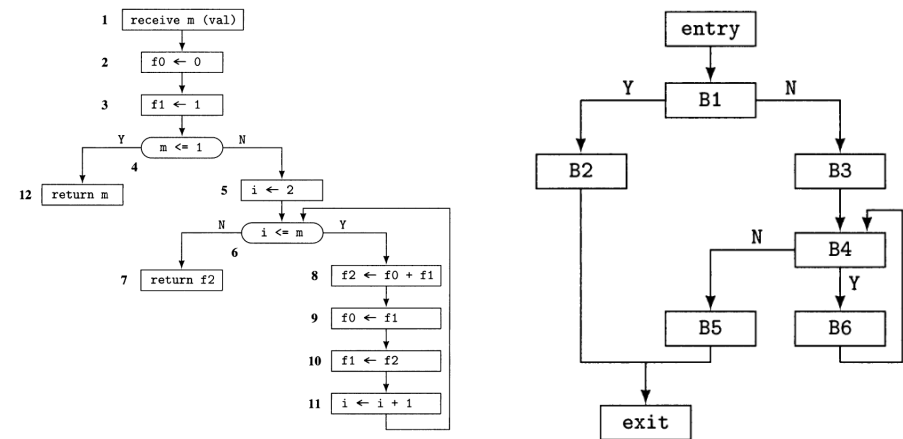 1 receive m (val)
2 f0 ← 0
3 f1 ← 1
Y m <= 1 N
4
12 return m
5 i ← 2
N i <= m Y
6
7 return f2
8 f2 ← f0 + f1
9 f0 ← f1
10 f1 ← f2
11 i ← i + 1
entry
Y B1 N
B2 B3
N B4
Y
B5 B6
exit